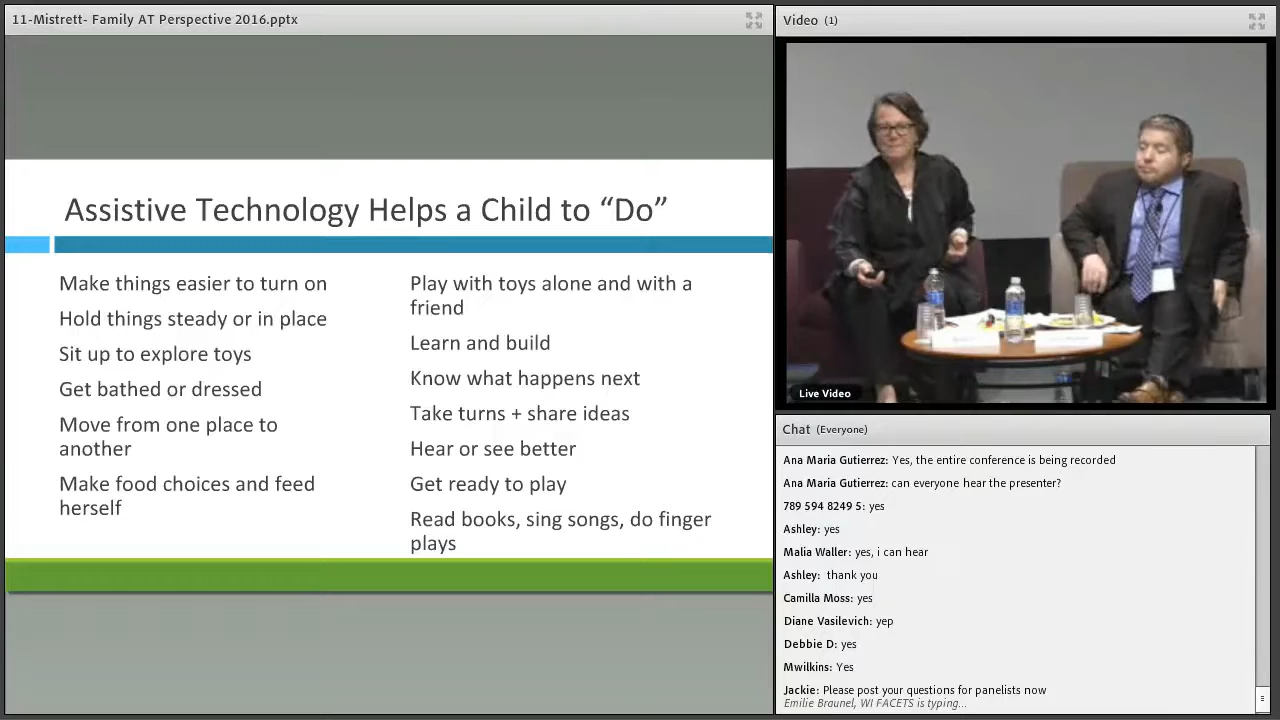 11-Mistrett- Family AT Perspective 2016.pptx
Assistive Technology Helps a Child to “Do”
Make things easier to turn on
Hold things steady or in place
Sit up to explore toys
Get bathed or dressed
Move from one place to
another
Make food choices and feed
herself
Play with toys alone and with a
friend
Learn and build
Know what happens next
Take turns + share ideas
Hear or see better
Get ready to play
Read books, sing songs, do finger
plays
Video (1)
Live Video
Chat (Everyone)
Ana Maria Gutierrez: Yes, the entire conference is being recorded
Ana Maria Gutierrez: can everyone hear the presenter?
789 594 8249 5: yes
Ashley: yes
Malia Waller: yes, i can hear
Ashley: thank you
Camilla Moss: yes
Diane Vasilevich: yep
Debbie D: yes
Mwilkins: Yes
Jackie: Please post your questions for panelists now
Emilie Braunel, WI FACETS is typing...